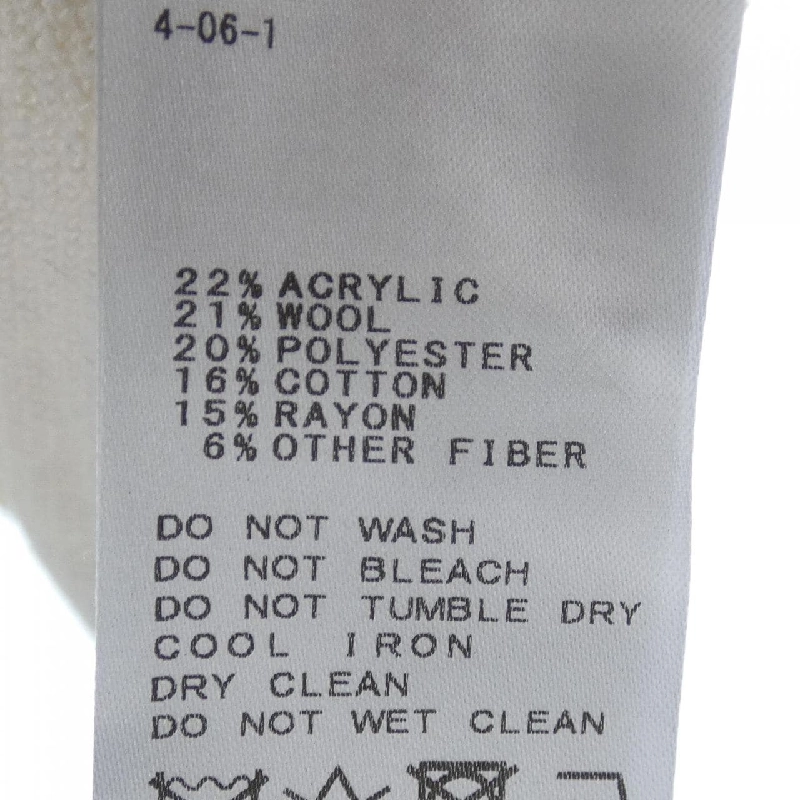 4-06-1
22% ACRYLIC
21% WOOL
20% POLYESTER
16% COTTON
15% RAYON
6% OTHER FIBER
DO NOT WASH
DO NOT BLEACH
DO NOT TUMBLE DRY
COOL IRON
DRY CLEAN
DO NOT WET CLEAN